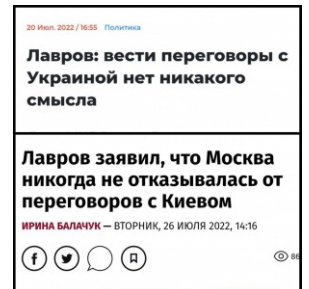 20 Июл. 2022 / 16:55 Политика
Лавров: вести переговоры с
Украиной нет никакого
смысла
Лавров заявил, что Москва
никогда не отказывалась от
переговоров с Киевом
ИРИНА БАЛАЧУК — ВТОРНИК, 26 ИЮЛЯ 2022, 14:16